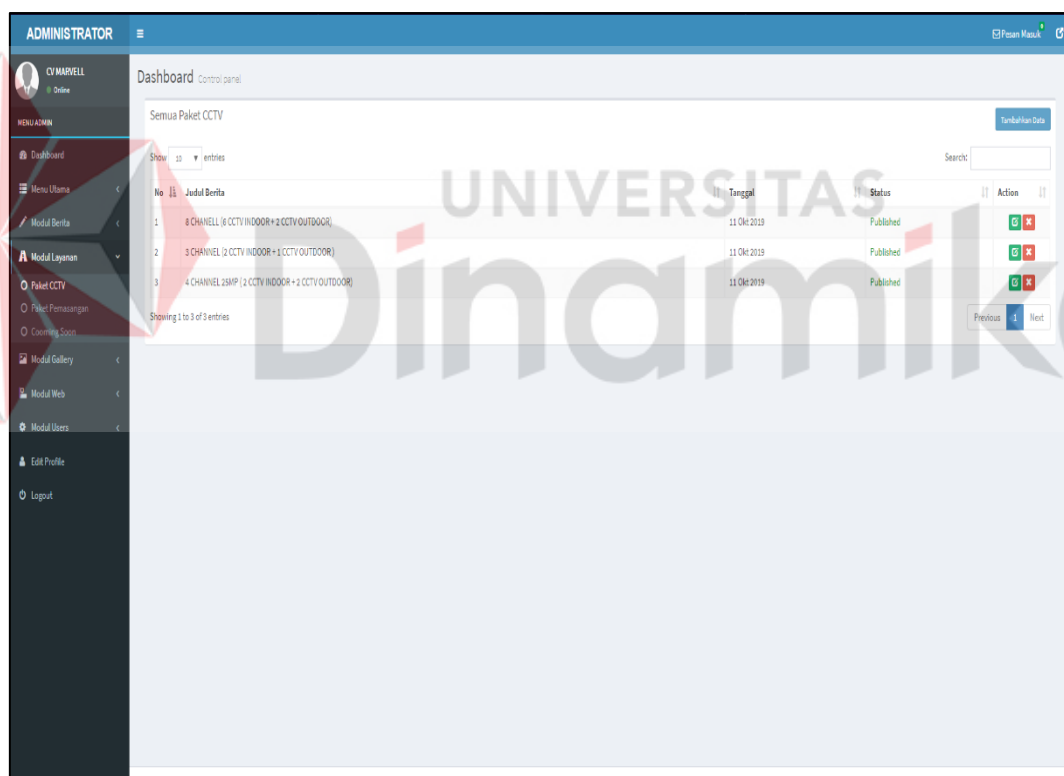 ADMINISTRATOR
Pesan Masuk
CV MARVELL
Online
MENU ADMIN
Dashboard
Menu Utama
Modul Berita
Modul Layanan
Paket CCTV
Paket Pemasangan
Cooming Soon
Modul Gallery
Modul Web
Modul Users
Edit Profile
Logout
Dashboard Control panel
Semua Paket CCTV
Tambahkan Data
Show 10 entries
Search:
No Judul Berita Tanggal Status Action
1 8 CHANELL (6 CCTV INDOOR + 2 CCTV OUTDOOR) 11 Okt 2019 Published
2 3 CHANNEL (2 CCTV INDOOR + 1 CCTV OUTDOOR ) 11 Okt 2019 Published
3 4 CHANNEL 25MP ( 2 CCTV INDOOR + 2 CCTV OUTDOOR) 11 Okt 2019 Published
Showing 1 to 3 of 3 entries
Previous 1 Next
UNIVERSITAS
Dinamika